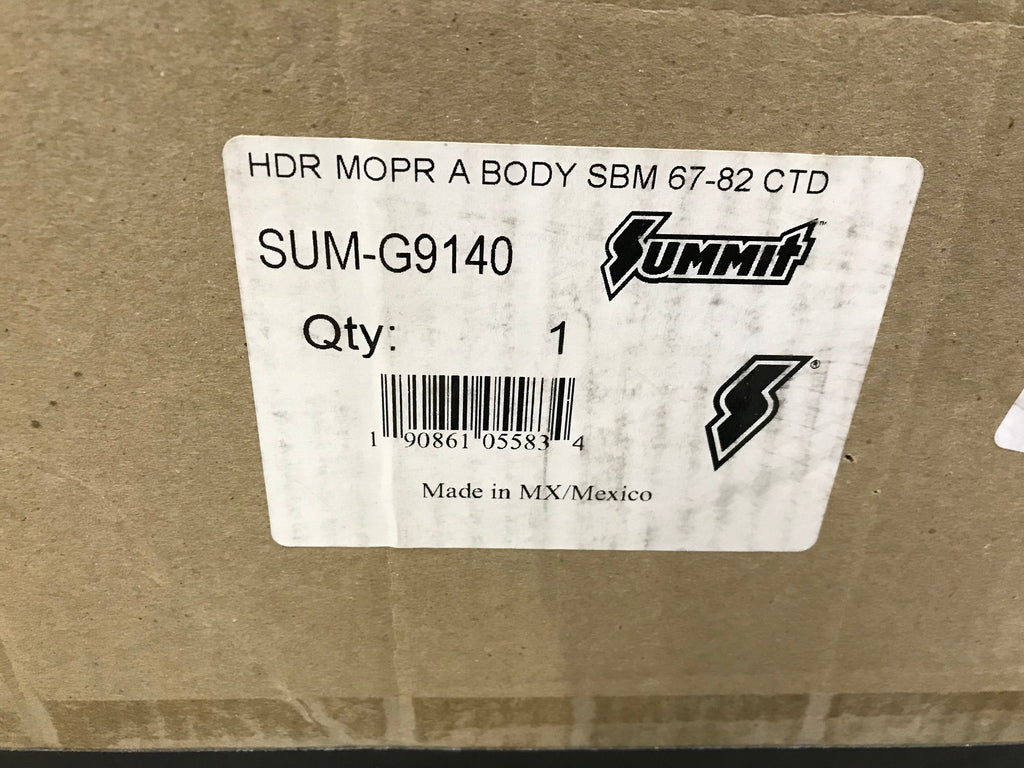 HDR MOPR A BODY SBM 67-82 CTD
SUM-G9140
SUMMIT™
Qty: 1
®
1 90861 05583 4
Made in MX/Mexico